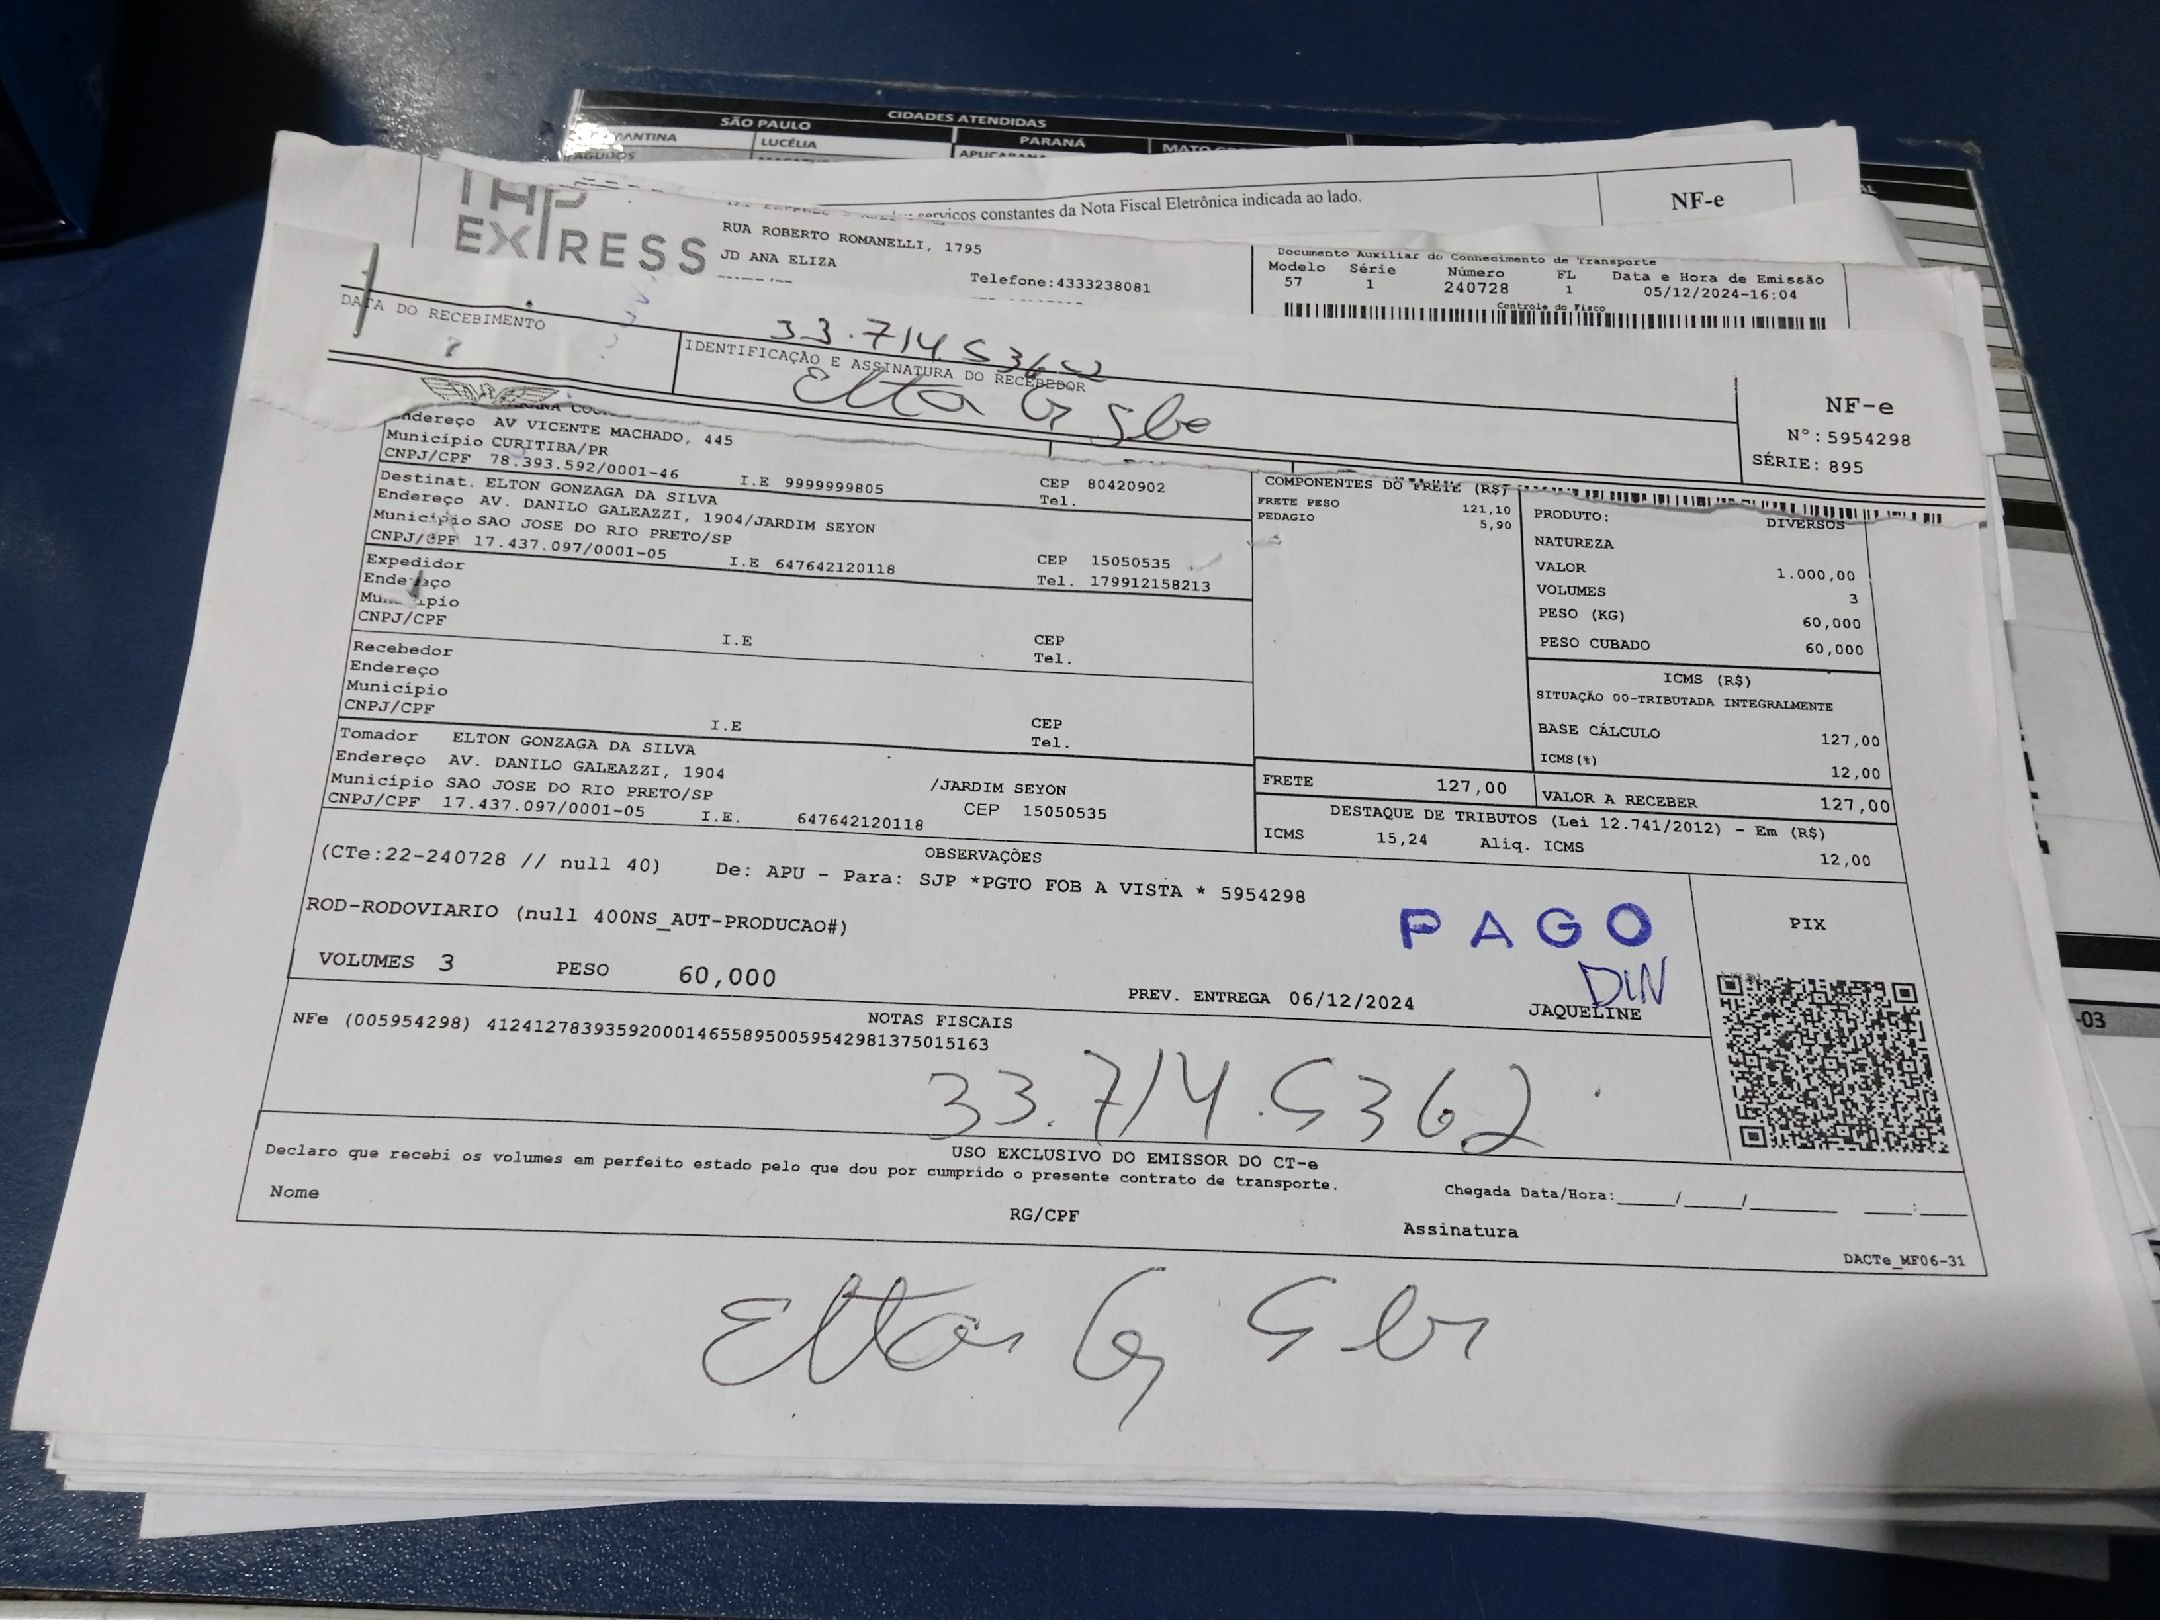 CIDADES ATENDIDAS
SÃO PAULO
MANTINA LUCÉLIA PARANÁ
AGUDOS APUCARANA
serviços constantes da Nota Fiscal Eletrônica indicada ao lado.
NF-e
THP
EXPRESS
RUA ROBERTO ROMANELLI, 1795
JD ANA ELIZA
Telefone:4333238081
Documento Auxiliar do Conhecimento de Transporte
Modelo Série Número FL Data e Hora de Emissão
57 1 240728 1 05/12/2024-16:04
Controle do Fisco
DATA DO RECEBIMENTO
33.714.5362
IDENTIFICAÇÃO E ASSINATURA DO RECEBEDOR
NF-e
Nº:5954298
SÉRIE: 895
Endereço AV VICENTE MACHADO, 445
Município CURITIBA/PR
CNPJ/CPF 78.393.592/0001-46 I.E 9999999805 CEP 80420902
Tel.
Destinat. ELTON GONZAGA DA SILVA
Endereço AV. DANILO GALEAZZI, 1904/JARDIM SEYON
Município SAO JOSE DO RIO PRETO/SP
CNPJ/CPF 17.437.097/0001-05 I.E 647642120118 CEP 15050535
Tel. 179912158213
Expedidor
Endereço
Município
CNPJ/CPF I.E CEP
Tel.
Recebedor
Endereço
Município
CNPJ/CPF I.E CEP
Tel.
Tomador ELTON GONZAGA DA SILVA
Endereço AV. DANILO GALEAZZI, 1904 /JARDIM SEYON
Município SAO JOSE DO RIO PRETO/SP CEP 15050535
CNPJ/CPF 17.437.097/0001-05 I.E. 647642120118
COMPONENTES DO FRETE (R$)
FRETE PESO 121,10
PEDAGIO 5,90
PRODUTO: DIVERSOS
NATUREZA
VALOR 1.000,00
VOLUMES 3
PESO (KG) 60,000
PESO CUBADO 60,000
ICMS (R$)
SITUAÇÃO 00-TRIBUTADA INTEGRALMENTE
BASE CÁLCULO 127,00
ICMS(%) 12,00
FRETE 127,00 VALOR A RECEBER 127,00
DESTAQUE DE TRIBUTOS (Lei 12.741/2012) - Em (R$)
ICMS 15,24 Aliq. ICMS 12,00
OBSERVAÇÕES
(CTe:22-240728 // null 40) De: APU - Para: SJP *PGTO FOB A VISTA * 5954298
ROD-RODOVIARIO (null 400NS_AUT-PRODUCAO#)
PAGO
DIN
VOLUMES 3 PESO 60,000 PREV. ENTREGA 06/12/2024 JAQUELINE
PIX
NOTAS FISCAIS
NFe (005954298) 41241278393592000146558950059542981375015163
33.714.5362
USO EXCLUSIVO DO EMISSOR DO CT-e
Declaro que recebi os volumes em perfeito estado pelo que dou por cumprido o presente contrato de transporte.
Chegada Data/Hora:____/____/______ ___:___
Nome RG/CPF Assinatura
DACTe_MF06-31
-03